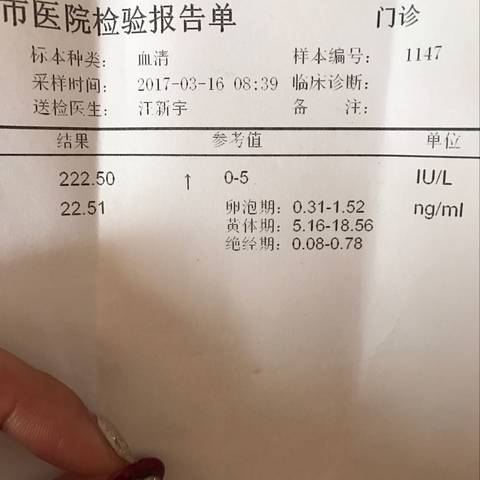 市医院检验报告单 门诊
标本种类: 血清 样本编号: 1147
采样时间: 2017-03-16 08:39 临床诊断:
送检医生: 汪新宇 备 注:
结果 参考值 单位
222.50 ↑ 0-5 IU/L
22.51 卵泡期: 0.31-1.52 ng/ml
黄体期: 5.16-18.56
绝经期: 0.08-0.78